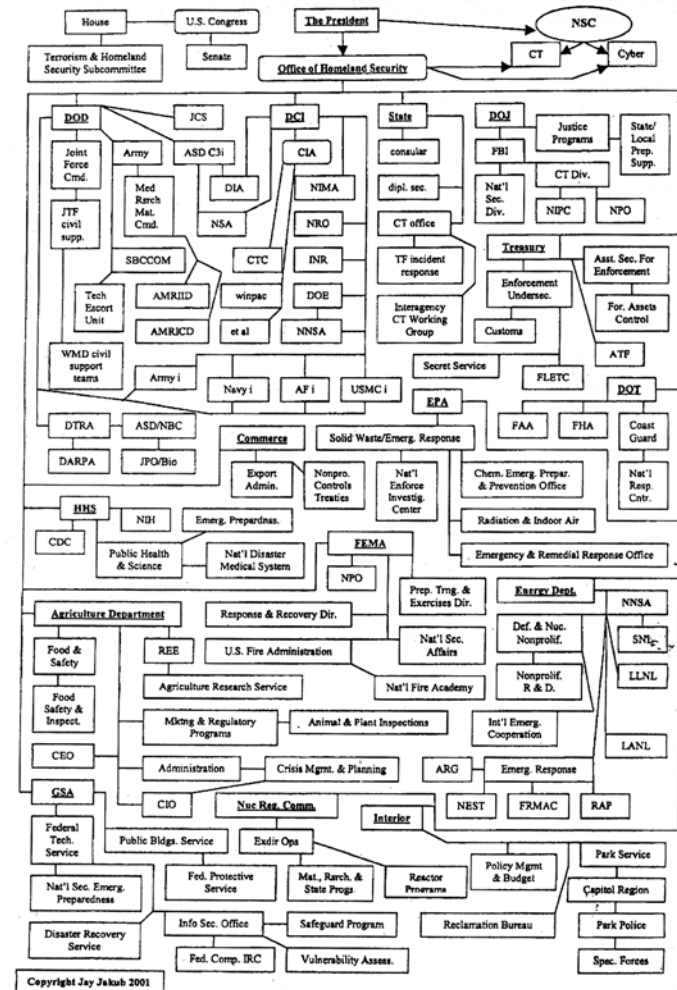 House
U.S. Congress
The President
NSC
Terrorism & Homeland
Security Subcommittee
Senate
Office of Homeland Security
CT
Cyber
DOD
JCS
DCI
State
DOJ
Justice
Programs
State/
Local
Prep.
Supp.
Joint
Force
Cmd.
Army
ASD C3i
CIA
consular
FBI
JTF
civil
supp.
Med
Rsrch
Mat.
Cmd.
DIA
NIMA
dipl. sec.
Nat'l
Sec.
Div.
CT Div.
NSA
NRO
CT office
NIPC
NPO
SBCCOM
CTC
INR
TF incident
response
Treasury
Asst. Sec. For
Enforcement
Tech
Escort
Unit
AMRIID
winpac
DOE
Interagency
CT Working
Group
Enforcement
Undersec.
For. Assets
Control
AMRICD
et al
NNSA
Customs
ATF
WMD civil
support
teams
Army i
Navy i
AF i
USMC i
Secret Service
FLETC
DOT
DTRA
ASD/NBC
EPA
FAA
FHA
Coast
Guard
Commerce
Solid Waste/Emerg. Response
DARPA
JPO/Bio
Export
Admin.
Nonpro.
Controls
Treaties
Nat'l
Enforce
Investig.
Center
Chem. Emerg. Prepar.
& Prevention Office
Nat'l
Resp.
Cntr.
HHS
NIH
Emerg. Prepardnss.
Radiation & Indoor Air
CDC
Public Health
& Science
Nat'l Disaster
Medical System
FEMA
Emergency & Remedial Response Office
NPO
Prep. Trng. &
Exercises Dir.
Energy Dept.
NNSA
Agriculture Department
Response & Recovery Dir.
Def. & Nuc.
Nonprolif.
SNL
Food &
Safety
REE
U.S. Fire Administration
Nat'l Sec.
Affairs
Nonprolif.
R & D.
LLNL
Agriculture Research Service
Nat'l Fire Academy
Food
Safety &
Inspect.
Mktng & Regulatory
Programs
Animal & Plant Inspections
Int'l Emerg.
Cooperation
LANL
CEO
Administration
Crisis Mgmt. & Planning
ARG
Emerg. Response
GSA
CIO
Nuc Reg. Comm.
Interior
NEST
FRMAC
RAP
Federal
Tech.
Service
Public Bldgs. Service
Exdir Ops
Policy Mgmt
& Budget
Park Service
Fed. Protective
Service
Mat., Rsrch. &
State Progs.
Reactor
Programs
Nat'l Sec. Emerg.
Preparedness
Capitol Region
Disaster Recovery
Service
Info Sec. Office
Safeguard Program
Reclamation Bureau
Park Police
Fed. Comp. IRC
Vulnerability Assess.
Spec. Forces
Copyright Jay Jakub 2001